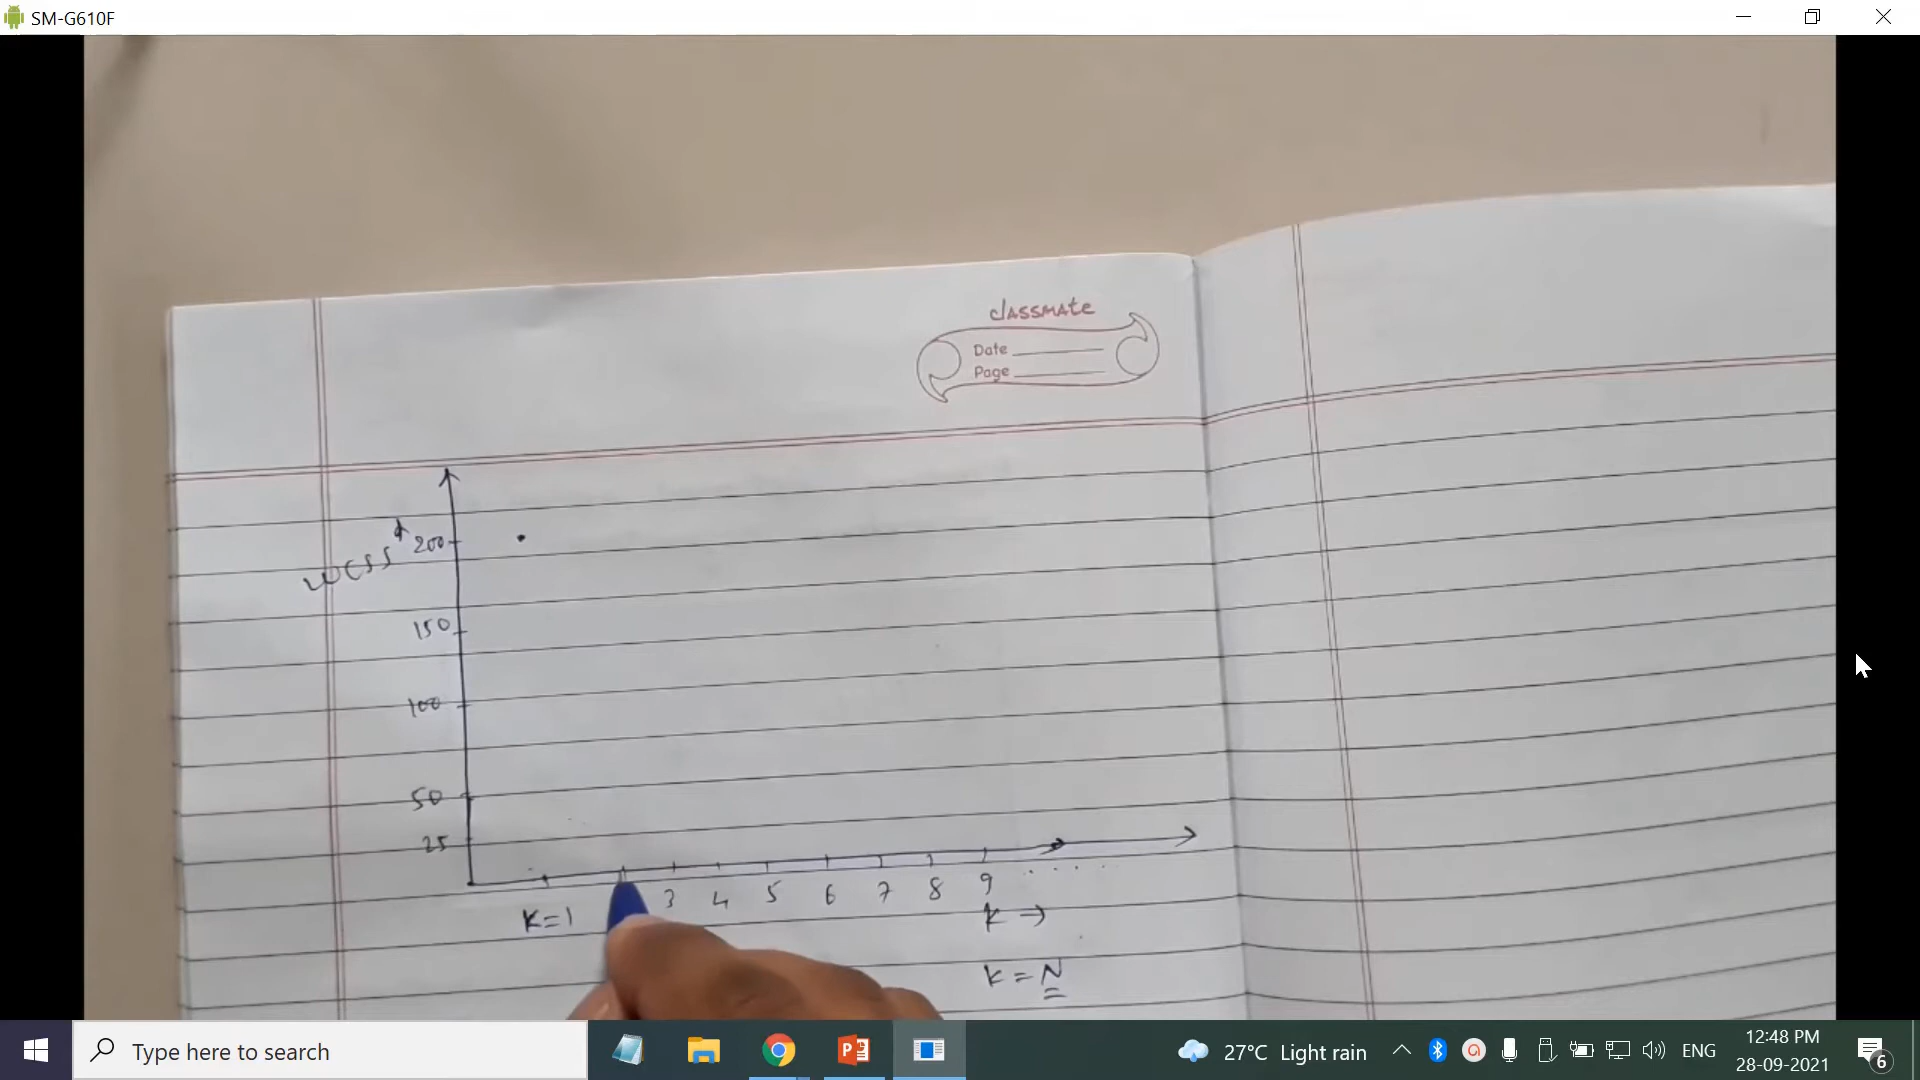 SM-G610F
classmate
Date
Page
WCSS
200
150
100
50
25
K=1 3 4 5 6 7 8 9 . . . .
K →
K = N
Type here to search
27°C Light rain
ENG
12:48 PM
28-09-2021
6